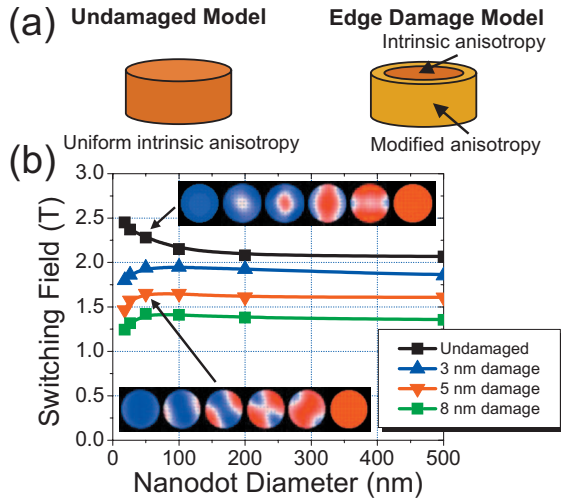 (a)
Undamaged Model
Edge Damage Model
Intrinsic anisotropy
Uniform intrinsic anisotropy
Modified anisotropy
(b)
3.0
2.5
2.0
1.5
1.0
0.5
0.0
Switching Field (T)
Undamaged
3 nm damage
5 nm damage
8 nm damage
0
100
200
300
400
500
Nanodot Diameter (nm)